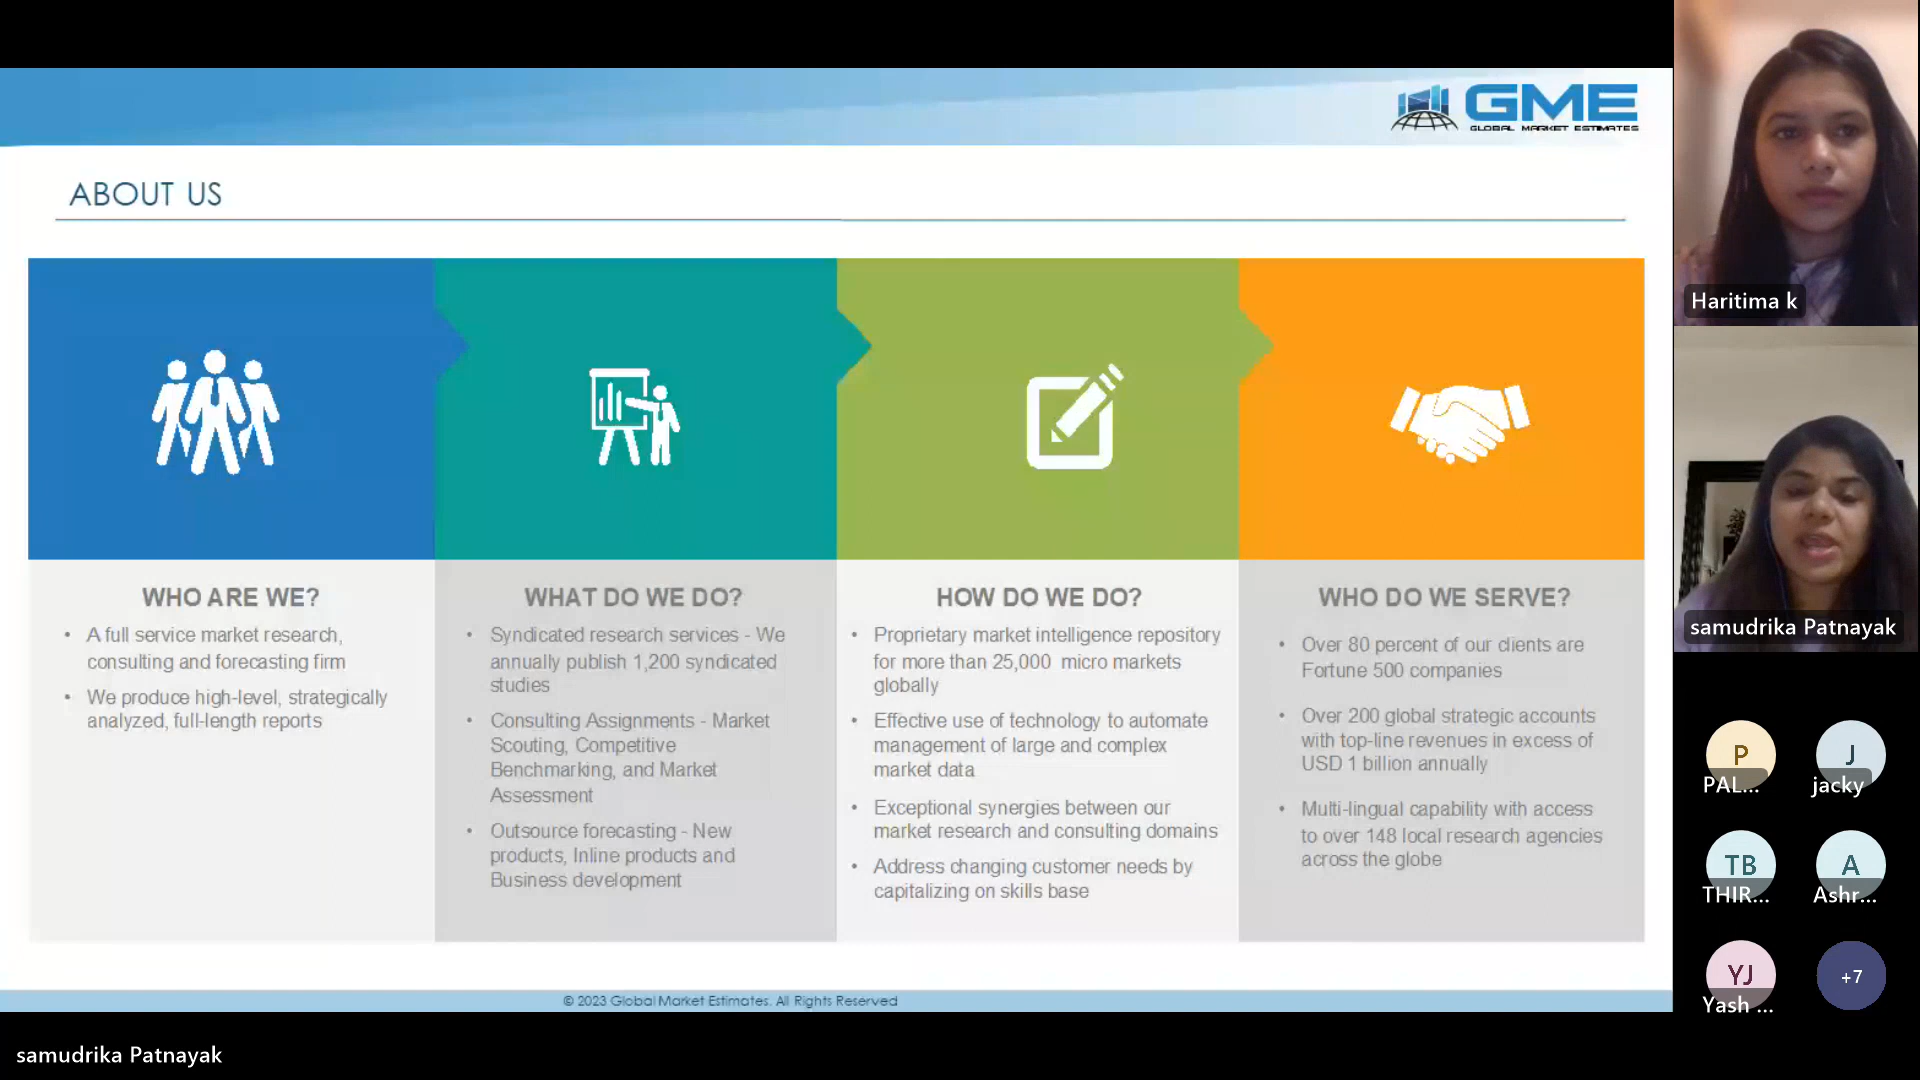 GME
GLOBAL MARKET ESTIMATES
ABOUT US
WHO ARE WE?
• A full service market research,
consulting and forecasting firm
• We produce high-level, strategically
analyzed, full-length reports
WHAT DO WE DO?
• Syndicated research services - We
annually publish 1,200 syndicated
studies
• Consulting Assignments - Market
Scouting, Competitive
Benchmarking, and Market
Assessment
• Outsource forecasting - New
products, Inline products and
Business development
HOW DO WE DO?
• Proprietary market intelligence repository
for more than 25,000 micro markets
globally
• Effective use of technology to automate
management of large and complex
market data
• Exceptional synergies between our
market research and consulting domains
• Address changing customer needs by
capitalizing on skills base
WHO DO WE SERVE?
• Over 80 percent of our clients are
Fortune 500 companies
• Over 200 global strategic accounts
with top-line revenues in excess of
USD 1 billion annually
• Multi-lingual capability with access
to over 148 local research agencies
across the globe
© 2023 Global Market Estimates. All Rights Reserved
samudrika Patnayak
Haritima k
samudrika Patnayak
P
PAL...
J
jacky
TB
THIR...
A
Ashr...
YJ
Yash ...
+7